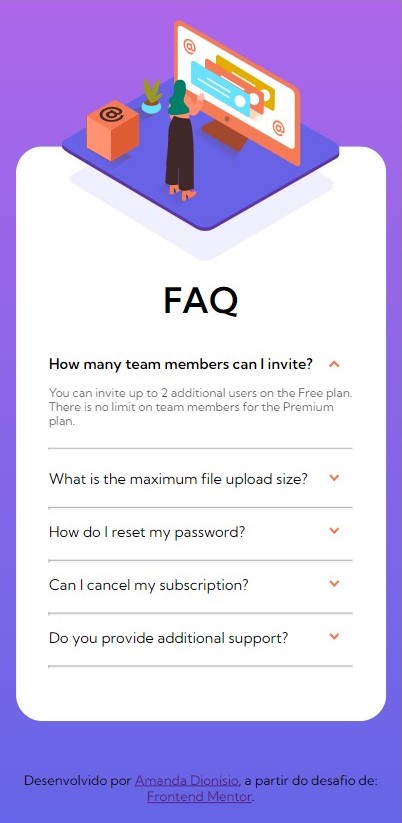 @
@
@
FAQ
How many team members can I invite?
You can invite up to 2 additional users on the Free plan.
There is no limit on team members for the Premium
plan.
What is the maximum file upload size?
How do I reset my password?
Can I cancel my subscription?
Do you provide additional support?
Desenvolvido por Amanda Dionisio, a partir do desafio de:
Frontend Mentor.